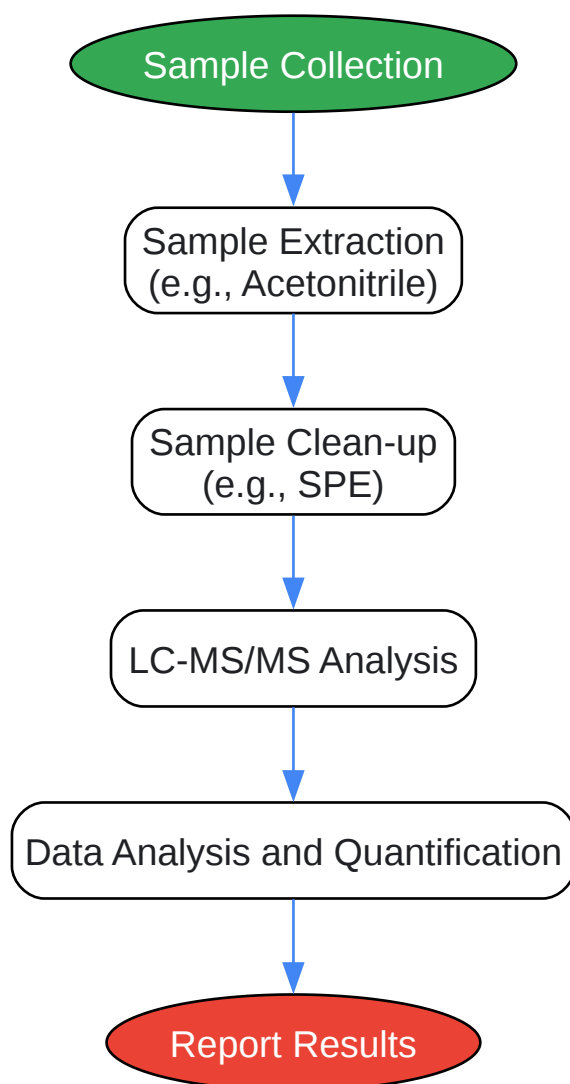 Sample Collection
Sample Extraction
(e.g., Acetonitrile)
Sample Clean-up
(e.g., SPE)
LC-MS/MS Analysis
Data Analysis and Quantification
Report Results